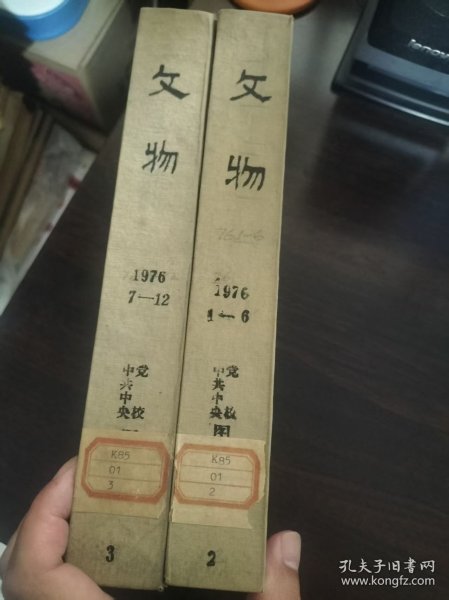 文
物
1976
7—12
中党
共
中
央校
K85
01
3
3
文
物
1976
1—6
中党
共
中
央校
图
K85
01
2
2
lenovo
孔夫子旧书网
www.kongfz.com